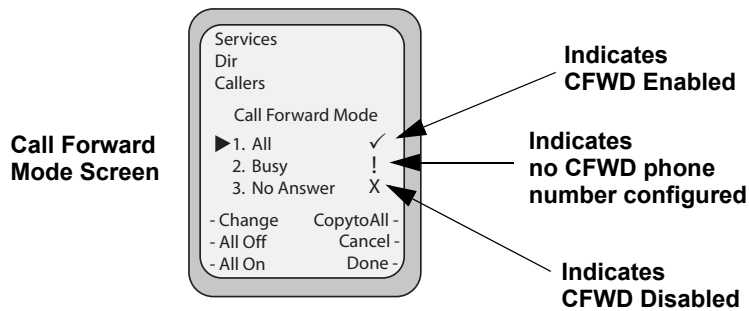 Services
Dir
Callers
Call Forward Mode
1. All ✓
2. Busy !
3. No Answer X
- Change CopytoAll -
- All Off Cancel -
- All On Done -
Call Forward
Mode Screen
Indicates
CFWD Enabled
Indicates
no CFWD phone
number configured
Indicates
CFWD Disabled